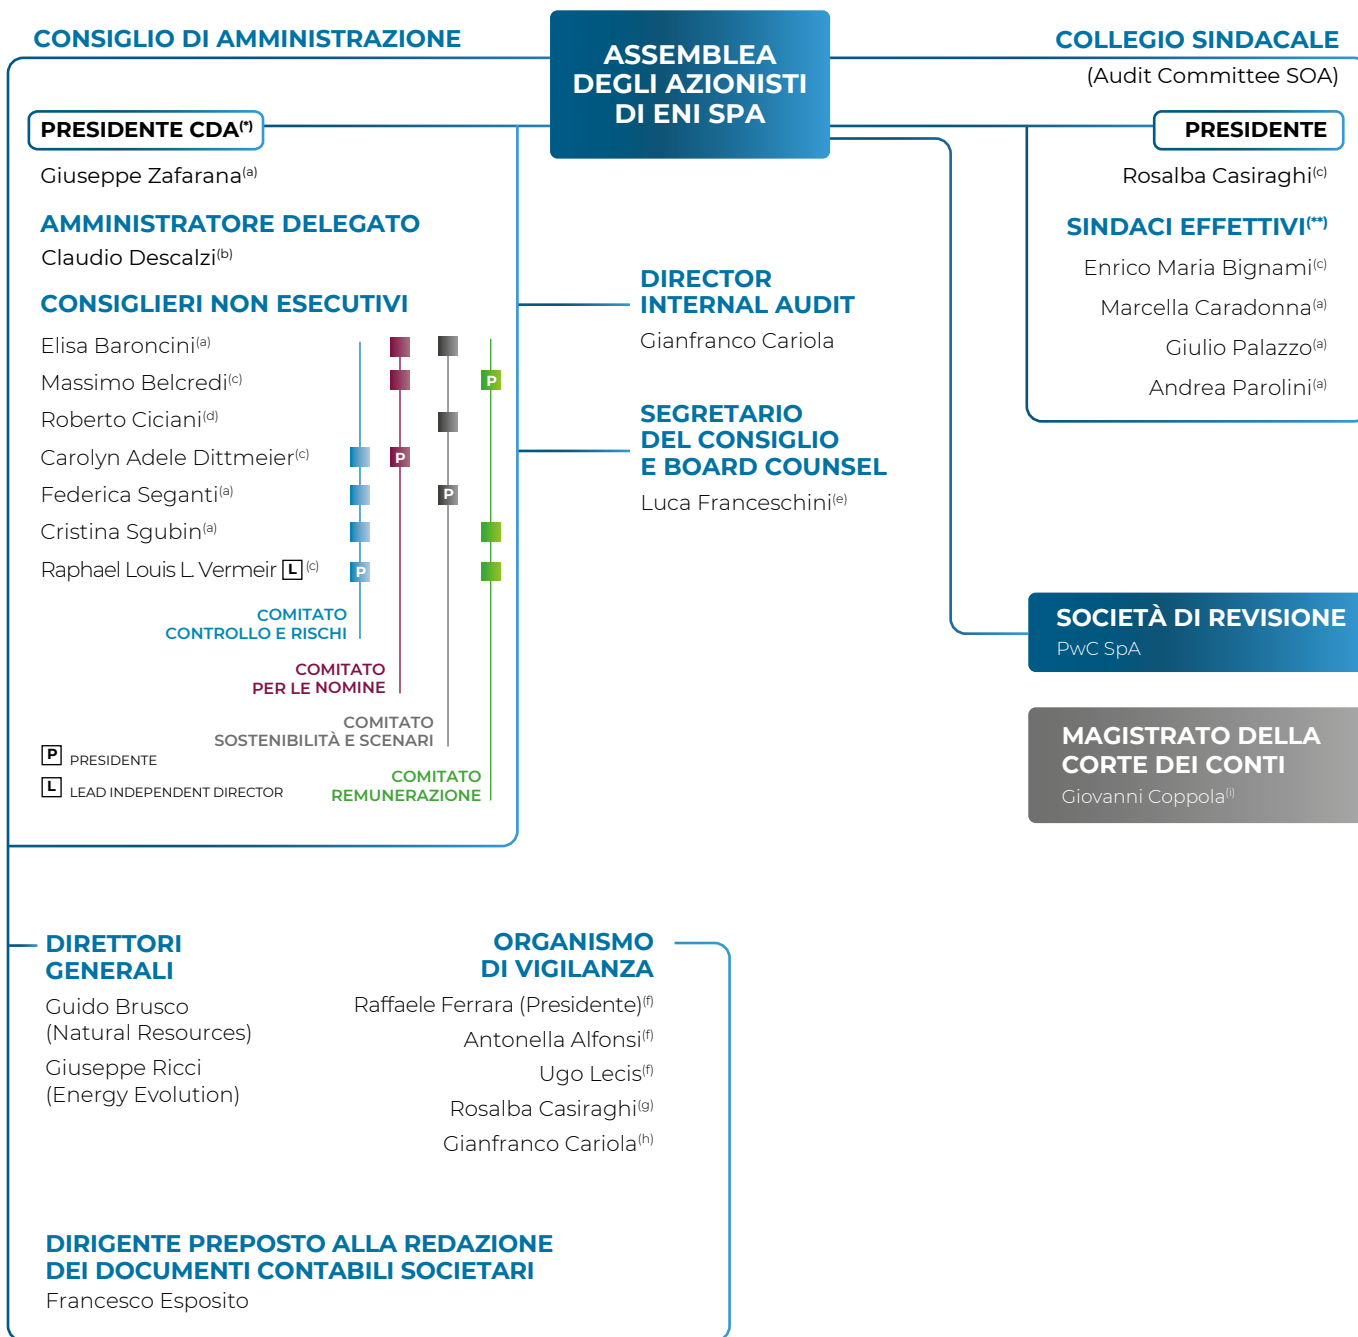 CONSIGLIO DI AMMINISTRAZIONE
ASSEMBLEA
DEGLI AZIONISTI
DI ENI SPA
COLLEGIO SINDACALE
(Audit Committee SOA)
PRESIDENTE CDA(*)
Giuseppe Zafarana(a)
AMMINISTRATORE DELEGATO
Claudio Descalzi(b)
CONSIGLIERI NON ESECUTIVI
Elisa Baroncini(a)
Massimo Belcredi(c)
P
Roberto Ciciani(d)
Carolyn Adele Dittmeier(c)
P
Federica Seganti(a)
P
Cristina Sgubin(a)
Raphael Louis L. Vermeir L (c)
P
COMITATO
CONTROLLO E RISCHI
COMITATO
PER LE NOMINE
COMITATO
SOSTENIBILITÀ E SCENARI
COMITATO
REMUNERAZIONE
P PRESIDENTE
L LEAD INDEPENDENT DIRECTOR
DIRECTOR
INTERNAL AUDIT
Gianfranco Cariola
SEGRETARIO
DEL CONSIGLIO
E BOARD COUNSEL
Luca Franceschini(e)
PRESIDENTE
Rosalba Casiraghi(c)
SINDACI EFFETTIVI(**)
Enrico Maria Bignami(c)
Marcella Caradonna(a)
Giulio Palazzo(a)
Andrea Parolini(a)
SOCIETÀ DI REVISIONE
PwC SpA
MAGISTRATO DELLA
CORTE DEI CONTI
Giovanni Coppola(i)
DIRETTORI
GENERALI
Guido Brusco
(Natural Resources)
Giuseppe Ricci
(Energy Evolution)
ORGANISMO
DI VIGILANZA
Raffaele Ferrara (Presidente)(f)
Antonella Alfonsi(f)
Ugo Lecis(f)
Rosalba Casiraghi(g)
Gianfranco Cariola(h)
DIRIGENTE PREPOSTO ALLA REDAZIONE
DEI DOCUMENTI CONTABILI SOCIETARI
Francesco Esposito